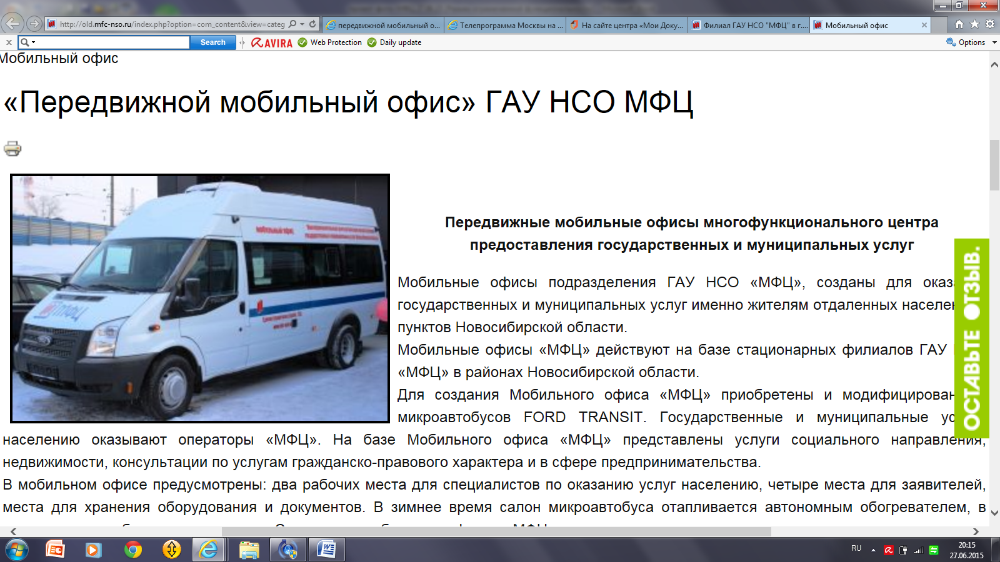 http://old.mfc-nso.ru/index.php?option=com_content&view=categ
передвижной мобильный о...
Телепрограмма Москвы на ...
На сайте центра «Мои Доку...
Филиал ГАУ НСО "МФЦ" в г....
Мобильный офис
Search
AVIRA
Web Protection
Daily update
Options
Мобильный офис
«Передвижной мобильный офис» ГАУ НСО МФЦ
мобильный офис
Передвижные мобильные офисы многофункционального центра
предоставления государственных и муниципальных услуг
Мобильные офисы подразделения ГАУ НСО «МФЦ», созданы для оказа
государственных и муниципальных услуг именно жителям отдаленных населен
пунктов Новосибирской области.
Мобильные офисы «МФЦ» действуют на базе стационарных филиалов ГАУ
«МФЦ» в районах Новосибирской области.
Для создания Мобильного офиса «МФЦ» приобретены и модифицирован
микроавтобусов FORD TRANSIT. Государственные и муниципальные ус
населению оказывают операторы «МФЦ». На базе Мобильного офиса «МФЦ» представлены услуги социального направления,
недвижимости, консультации по услугам гражданско-правового характера и в сфере предпринимательства.
В мобильном офисе предусмотрены: два рабочих места для специалистов по оказанию услуг населению, четыре места для заявителей,
места для хранения оборудования и документов. В зимнее время салон микроавтобуса отапливается автономным обогревателем, в
ОСТАВЬТЕ ОТЗЫВ.
RU
20:15
27.06.2015